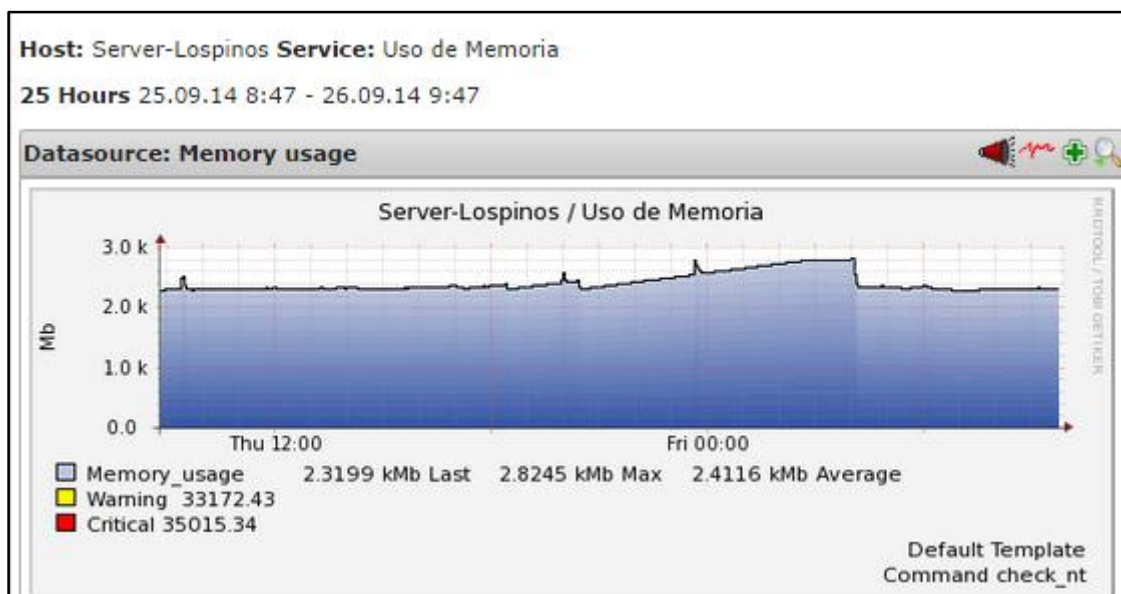 Host: Server-Lospinos Service: Uso de Memoria
25 Hours 25.09.14 8:47 - 26.09.14 9:47
Datasource: Memory usage
Server-Lospinos / Uso de Memoria
RRDTOOL / TOBI OETIKER
3.0 k
2.0 k
1.0 k
0.0
Mb
Thu 12:00 Fri 00:00
Memory_usage 2.3199 kMb Last 2.8245 kMb Max 2.4116 kMb Average
Warning 33172.43
Critical 35015.34
Default Template
Command check_nt